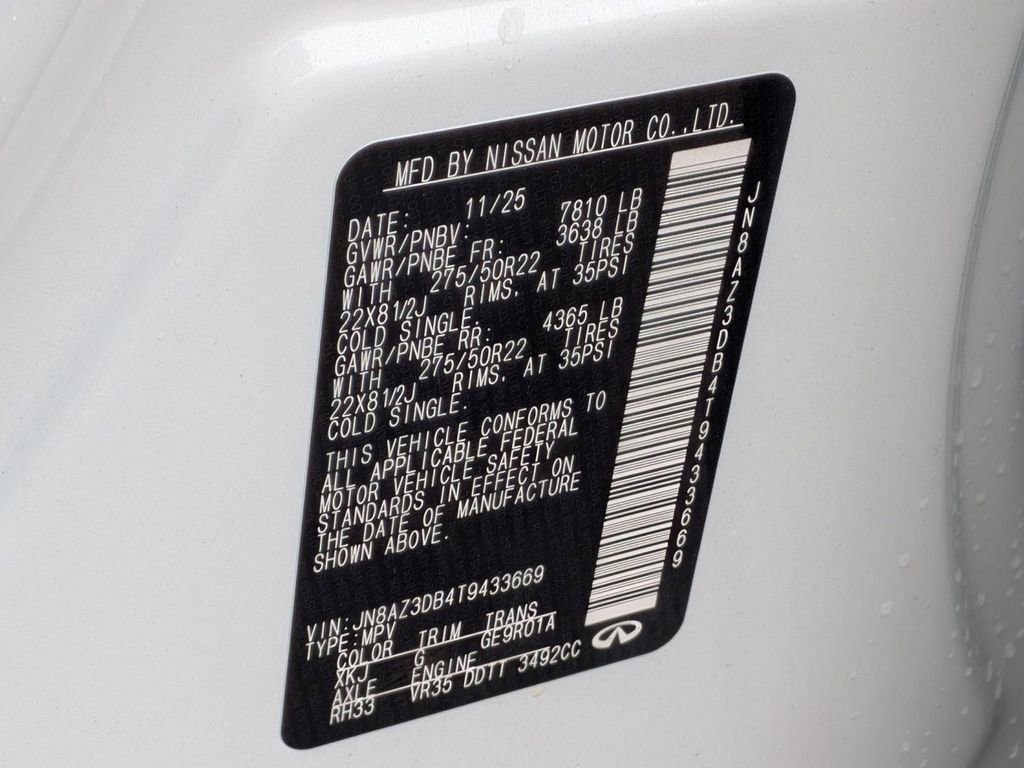 MFD BY NISSAN MOTOR CO.,LTD.
DATE: 11/25
GVWR/PNBV: 7810 LB
GAWR/PNBE FR: 3638 LB
WITH 275/50R22 TIRES
22X81/2J RIMS, AT 35PSI
COLD SINGLE.
GAWR/PNBE RR: 4365 LB
WITH 275/50R22 TIRES
22X81/2J RIMS, AT 35PSI
COLD SINGLE.
THIS VEHICLE CONFORMS TO
ALL APPLICABLE FEDERAL
MOTOR VEHICLE SAFETY
STANDARDS IN EFFECT ON
THE DATE OF MANUFACTURE
SHOWN ABOVE.
VIN:JN8AZ3DB4T9433669
TYPE:MPV
COLOR TRIM TRANS
XKJ G GE9R01A
AXLE ENGINE
RH33 VR35 DDTT 3492CC
JN8AZ3DB4T9433669